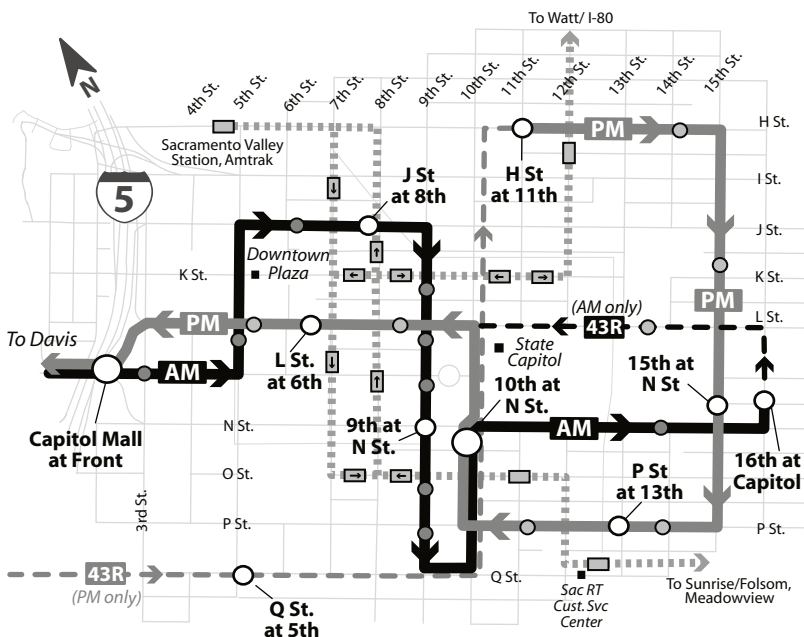 To Watt/ I-80
N
4th St.
5th St.
6th St.
7th St.
8th St.
9th St.
10th St.
11th St.
12th St.
13th St.
14th St.
15th St.
Sacramento Valley
Station, Amtrak
H St.
PM
5
J St
at 8th
H St
at 11th
I St.
J St.
Downtown
Plaza
K St.
K St.
PM
(AM only)
L St.
PM
43R
To Davis
State
Capitol
AM
L St.
at 6th
15th at
N St
10th at
N St.
Capitol Mall
at Front
N St.
9th at
N St.
AM
16th at
Capitol
O St.
P St
at 13th
3rd St.
P St.
P St.
43R
(PM only)
Q St.
at 5th
Q St.
Sac RT
Cust.Svc
Center
To Sunrise/Folsom,
Meadowview